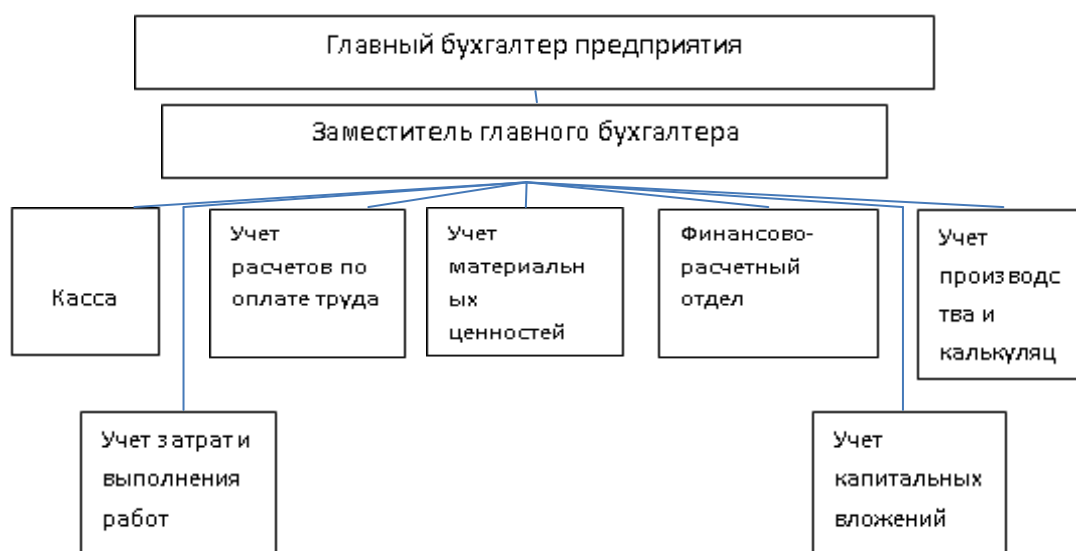 Главный бухгалтер предприятия
Заместитель главного бухгалтера
Касса
Учет
расчетов по
оплате труда
Учет
материальн
ых
ценностей
Финансово-
расчетный
отдел
Учет
производс
тва и
калькуляц
Учет затрат и
выполнения
работ
Учет
капитальных
вложений